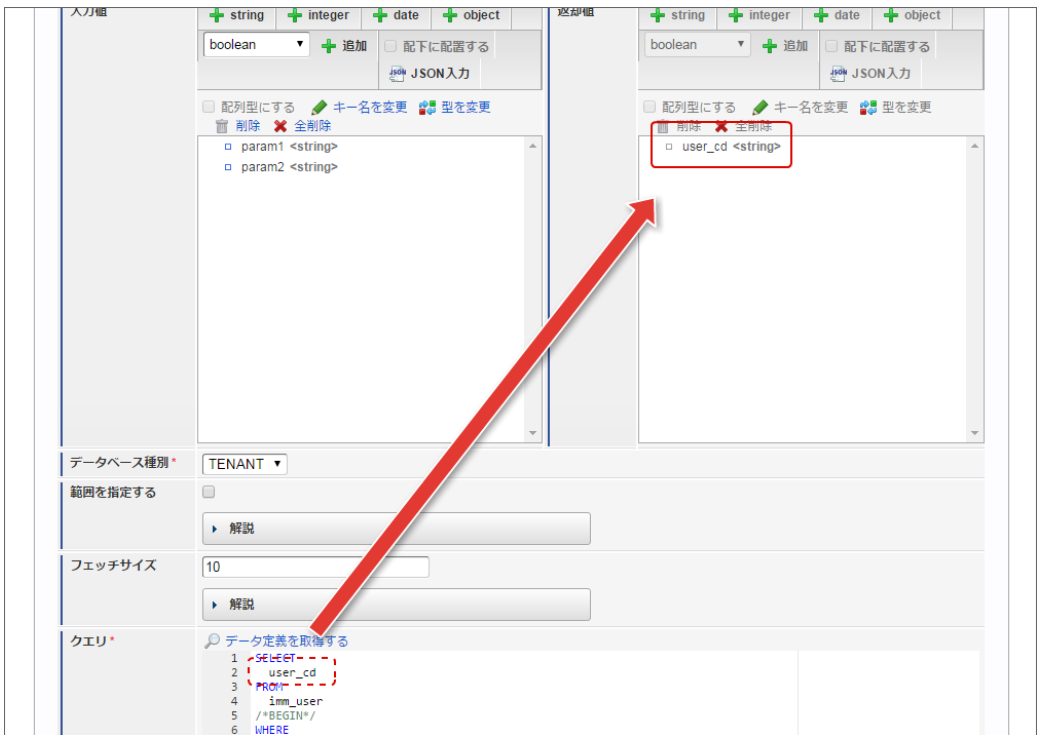 入力値
string integer date object
boolean 追加 配下に配置する
JSON入力
配列型にする キー名を変更 型を変更
削除 全削除
param1 <string>
param2 <string>
返却値
string integer date object
boolean 追加 配下に配置する
JSON入力
配列型にする キー名を変更 型を変更
削除 全削除
user_cd <string>
データベース種別* TENANT
範囲を指定する
解説
フェッチサイズ 10
解説
クエリ* データ定義を取得する
1 SELECT
2 user_cd
3 FROM
4 imm_user
5 /*BEGIN*/
6 WHERE